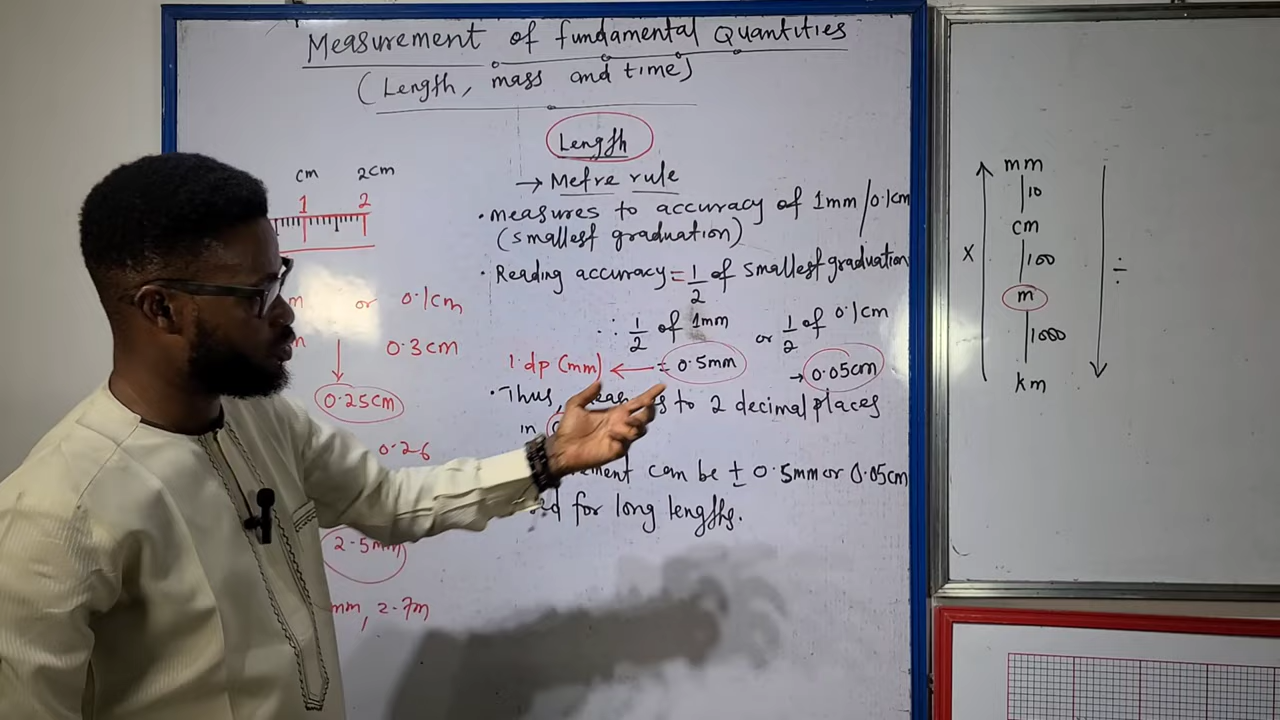 Measurement of fundamental Quantities
(Length, mass and time)
Length
→ Metre rule
cm 2cm
1 2
• measures to accuracy of 1mm/0.1cm
(smallest graduation)
• Reading accuracy = 1/2 of smallest graduation
∴ 1/2 of 1mm or 1/2 of 0.1cm
1.dp (mm) ← = 0.5mm → 0.05cm
• Thus, to 2 decimal places
in
can be ± 0.5mm or 0.05cm
for long lengths.
or 0.1cm
0.3cm
0.25cm
0.26
2.5mm
mm, 2.7m
mm
10
cm
100
m
1000
km
x
÷